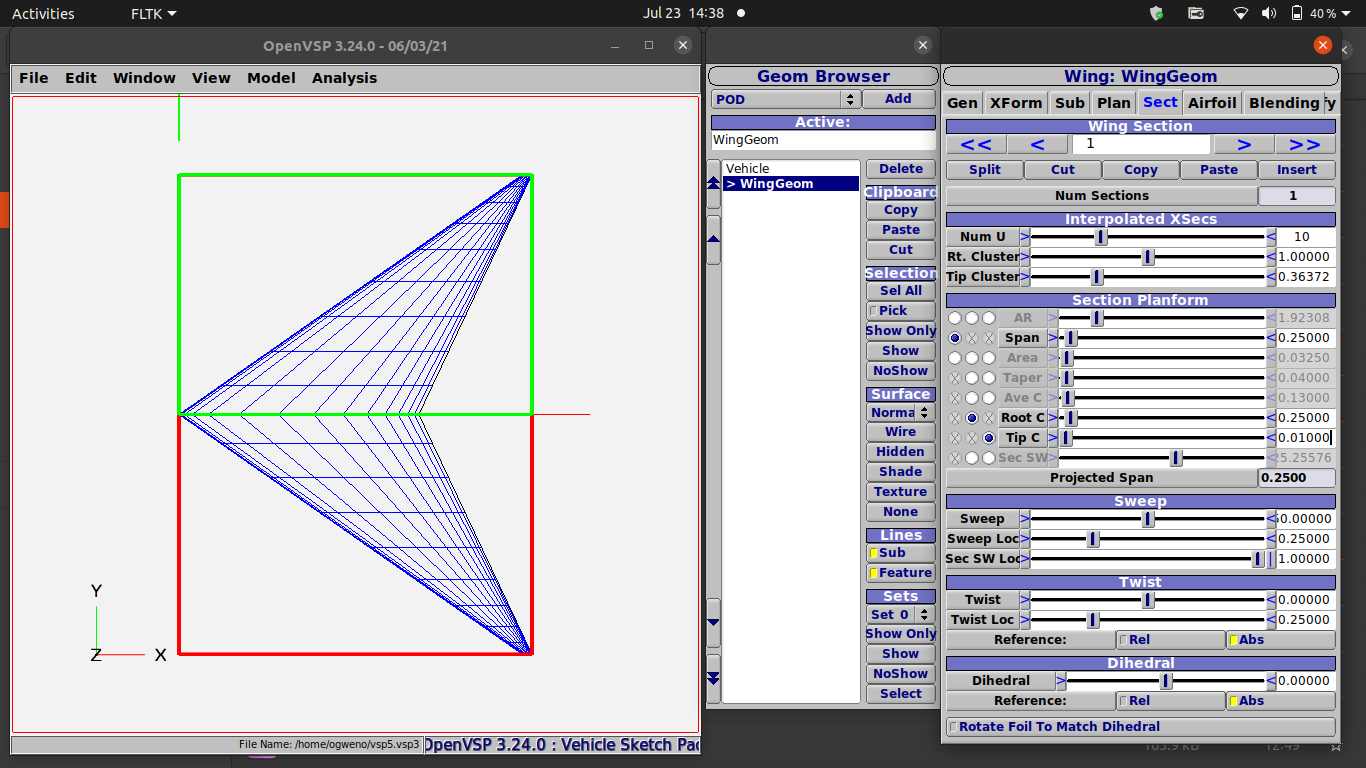 Activities FLTK Jul 23 14:38 40 %
OpenVSP 3.24.0 - 06/03/21
File Edit Window View Model Analysis
Y
Z X
File Name: /home/ogweno/vsp5.vsp3 OpenVSP 3.24.0 : Vehicle Sketch Pad
Geom Browser
POD Add
Active:
WingGeom
Vehicle
> WingGeom
Delete
Clipboard
Copy
Paste
Cut
Selection
Sel All
Pick
Show Only
Show
NoShow
Surface
Norma
Wire
Hidden
Shade
Texture
None
Lines
Sub
Feature
Sets
Set 0
Show Only
Show
NoShow
Select
Wing: WingGeom
Gen XForm Sub Plan Sect Airfoil Blending fy
Wing Section
<< < 1 > >>
Split Cut Copy Paste Insert
Num Sections 1
Interpolated XSecs
Num U > < 10
Rt. Cluster > < 1.00000
Tip Cluster > < 0.36372
Section Planform
AR > < 1.92308
Span > < 0.25000
Area > < 0.03250
Taper > < 0.04000
Ave C > < 0.13000
Root C > < 0.25000
Tip C > < 0.01000
Sec SW > < 25.25576
Projected Span 0.2500
Sweep
Sweep > < 0.00000
Sweep Loc > < 0.25000
Sec SW Loc > | 1.00000
Twist
Twist > < 0.00000
Twist Loc > < 0.25000
Reference: Rel Abs
Dihedral
Dihedral > < 0.00000
Reference: Rel Abs
Rotate Foil To Match Dihedral
103.9 KB 12:49